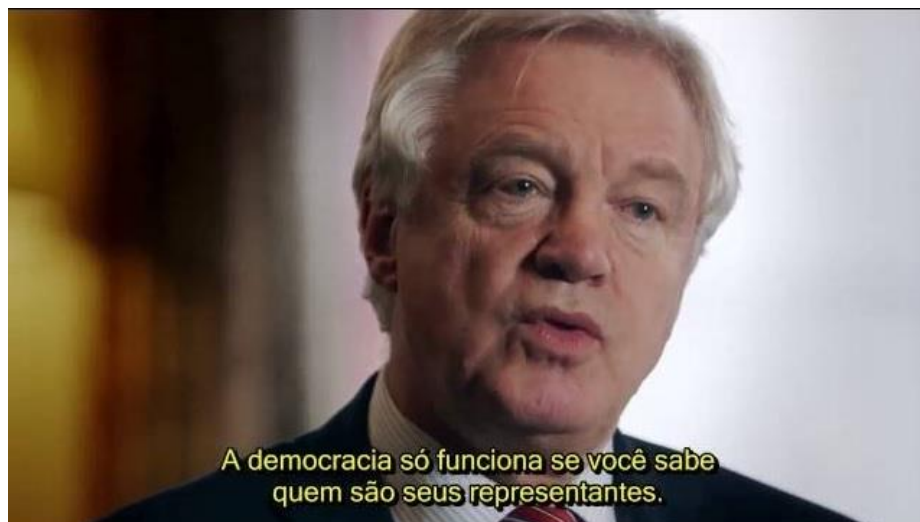 A democracia só funciona se você sabe
quem são seus representantes.